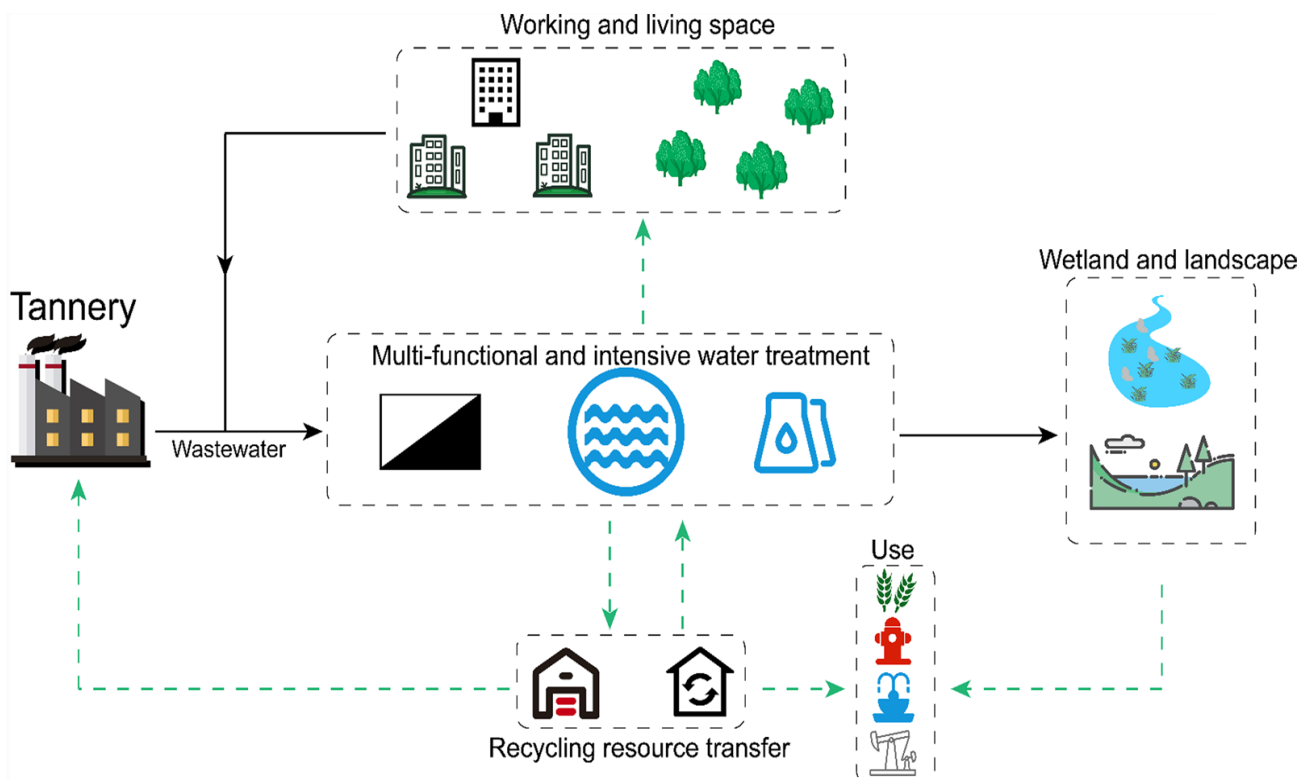 Working and living space
Wetland and landscape
Tannery
Multi-functional and intensive water treatment
Wastewater
Use
Recycling resource transfer